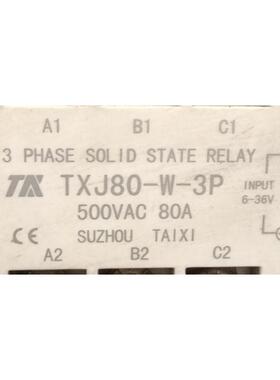 A1 B1 C1
3 PHASE SOLID STATE RELAY
TXJ80-W-3P
500VAC 80A
INPUT
6-36V
CE SUZHOU TAIXI
A2 B2 C2